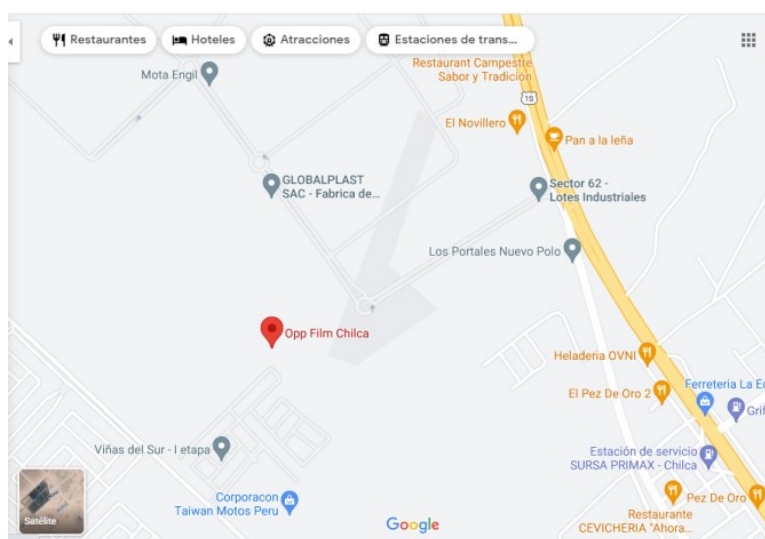 Restaurantes
Hoteles
Atracciones
Estaciones de trans...
Restaurant Campestre
Sabor y Tradición
Mota Engil
15
El Novillero
Pan a la leña
GLOBALPLAST
SAC - Fabrica de...
Sector 62 -
Lotes Industriales
Los Portales Nuevo Polo
Opp Film Chilca
Heladeria OVNI
El Pez De Oro 2
Ferreteria La E
Grif
Viñas del Sur - I etapa
Estación de servicio
SURSA PRIMAX - Chilca
Corporacon
Taiwan Motos Peru
Pez De Oro
Satélite
Google
Restaurante
CEVICHERIA "Ahora...